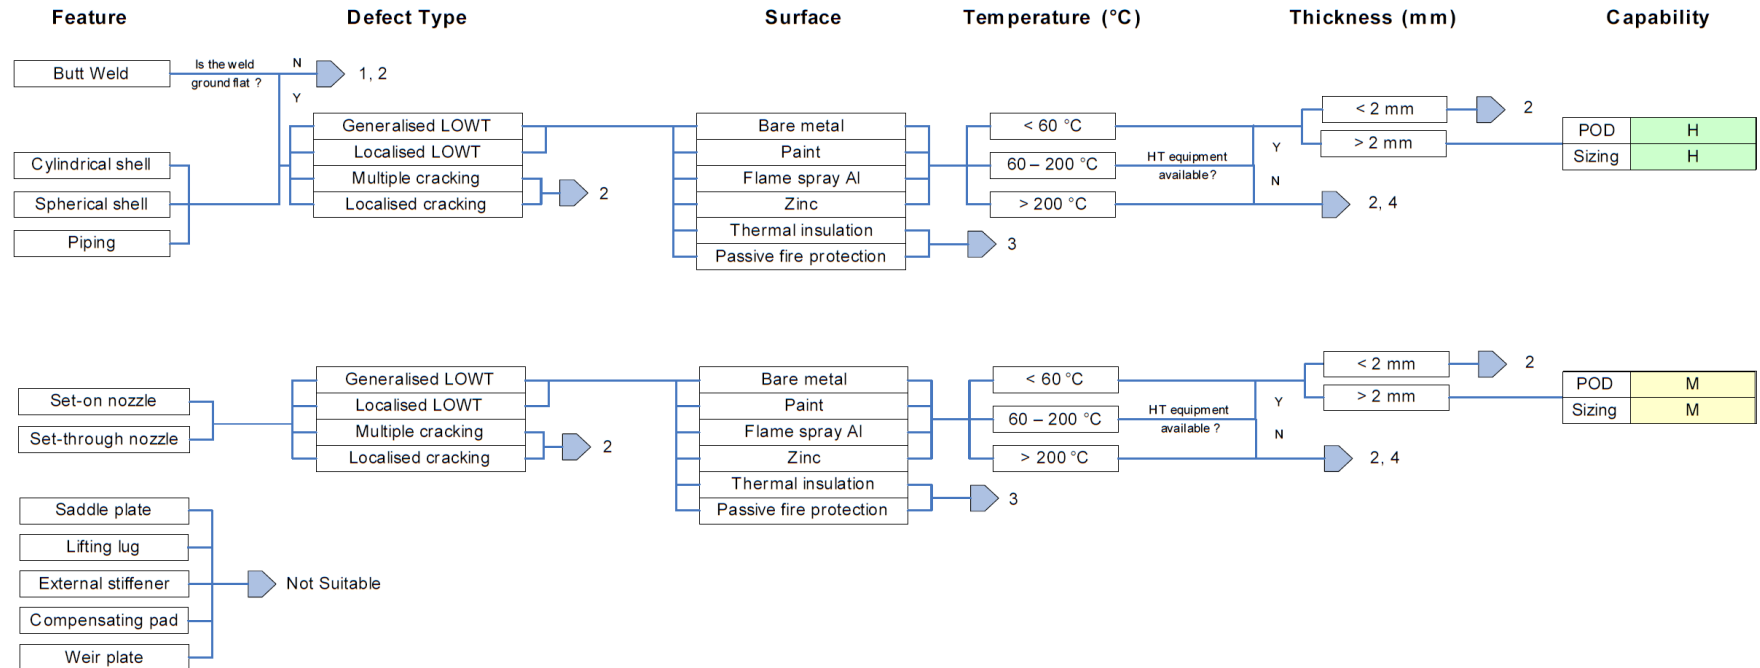 Feature Defect Type Surface Temperature (°C) Thickness (mm) Capability
Butt Weld
Is the weld
ground flat ?
N
Y
1, 2
Cylindrical shell
Spherical shell
Piping
Generalised LOWT
Localised LOWT
Multiple cracking
Localised cracking
2
Bare metal
Paint
Flame spray Al
Zinc
Thermal insulation
Passive fire protection
3
< 60 °C
60 – 200 °C
> 200 °C
HT equipment
available ?
Y
N
2, 4
< 2 mm
> 2 mm
2
POD H
Sizing H
Set-on nozzle
Set-through nozzle
Generalised LOWT
Localised LOWT
Multiple cracking
Localised cracking
2
Bare metal
Paint
Flame spray Al
Zinc
Thermal insulation
Passive fire protection
3
< 60 °C
60 – 200 °C
> 200 °C
HT equipment
available ?
Y
N
2, 4
< 2 mm
> 2 mm
2
POD M
Sizing M
Saddle plate
Lifting lug
External stiffener
Compensating pad
Weir plate
Not Suitable